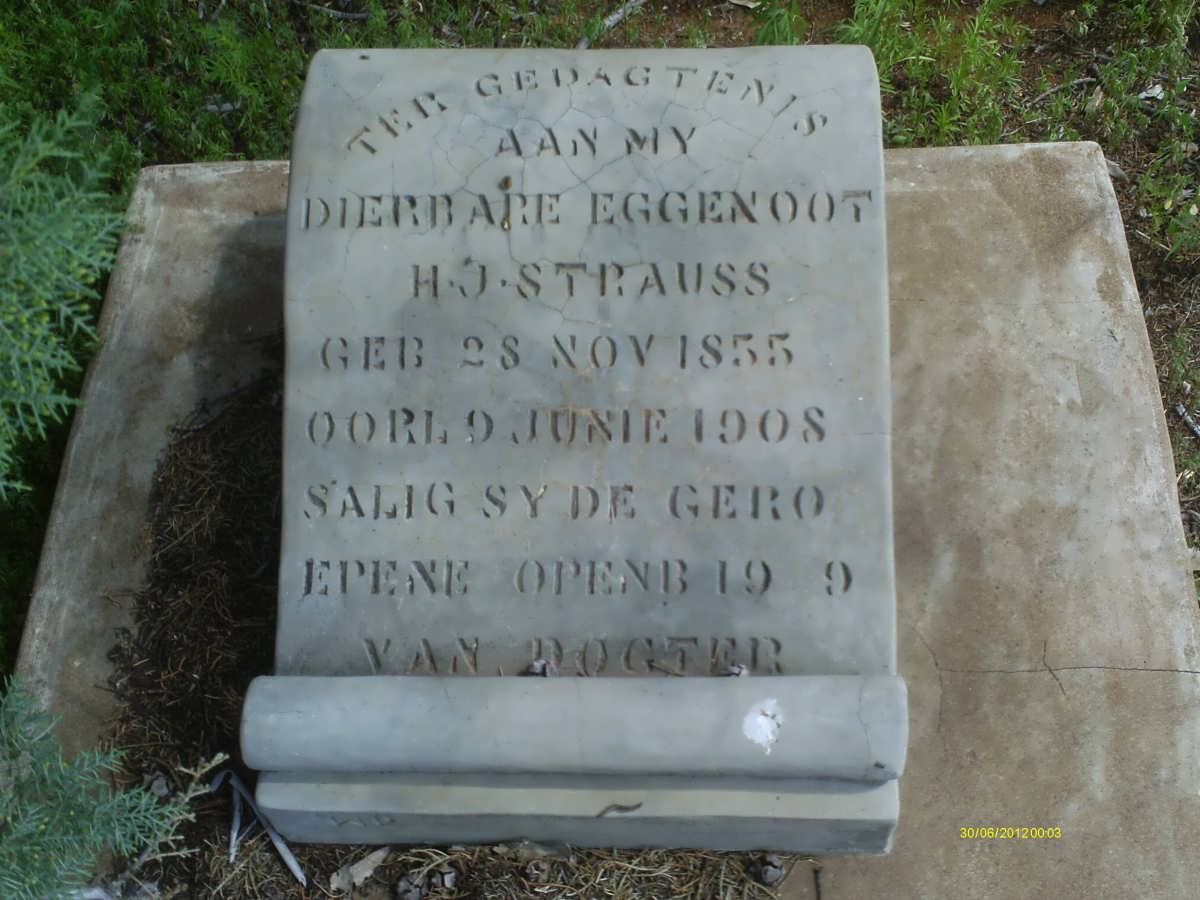 TER GEDAGTENIS
AAN MY
DIERBARE EGGENOOT
H.J.STRAUSS
GEB 28 NOV 1855
OORL 9 JUNIE 1908
SALIG SY DE GERO
EPENE OPENB 19 9
VAN DOGTER
30/06/2012 00:03